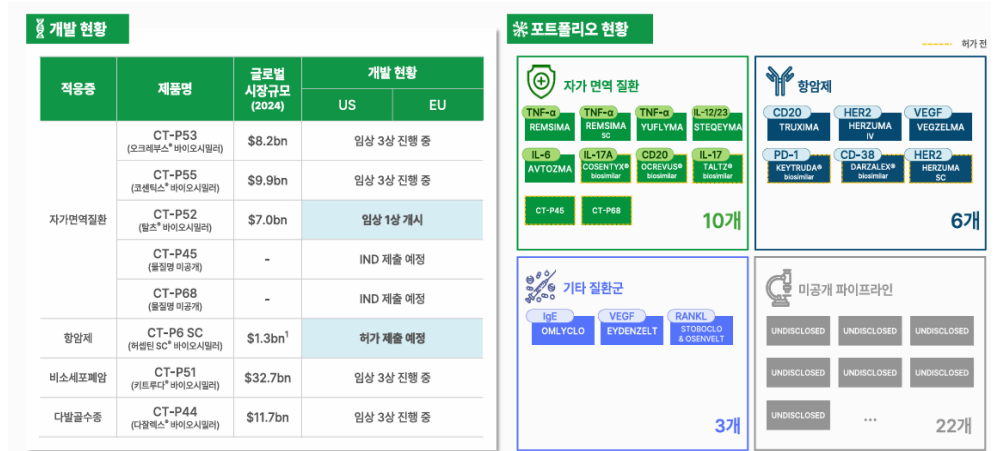 개발 현황
적응증
제품명
글로벌
시장규모
(2024)
개발 현황
US
EU
자가면역질환
CT-P53
(오크레부스® 바이오시밀러)
$8.2bn
임상 3상 진행 중
CT-P55
(코센틱스® 바이오시밀러)
$9.9bn
임상 3상 진행 중
CT-P52
(탈츠® 바이오시밀러)
$7.0bn
임상 1상 개시
CT-P45
(물질명 미공개)
-
IND 제출 예정
CT-P68
(물질명 미공개)
-
IND 제출 예정
항암제
CT-P6 SC
(허셉틴 SC® 바이오시밀러)
$1.3bn¹
허가 제출 예정
비소세포폐암
CT-P51
(키트루다® 바이오시밀러)
$32.7bn
임상 3상 진행 중
다발골수종
CT-P44
(다잘렉스® 바이오시밀러)
$11.7bn
임상 3상 진행 중
포트폴리오 현황
허가 전
자가 면역 질환
TNF-α
REMSIMA
TNF-α
REMSIMA
SC
TNF-α
YUFLYMA
IL-12/23
STEQEYMA
IL-6
AVTOZMA
IL-17A
COSENTYX®
biosimilar
CD20
OCREVUS®
biosimilar
IL-17
TALTZ®
biosimilar
CT-P45
CT-P68
10개
항암제
CD20
TRUXIMA
HER2
HERZUMA
IV
VEGF
VEGZELMA
PD-1
KEYTRUDA®
biosimilar
CD-38
DARZALEX®
biosimilar
HER2
HERZUMA
SC
6개
기타 질환군
IgE
OMLYCLO
VEGF
EYDENZELT
RANKL
STOBOCLO
& OSENVELT
3개
미공개 파이프라인
UNDISCLOSED
UNDISCLOSED
UNDISCLOSED
UNDISCLOSED
UNDISCLOSED
UNDISCLOSED
UNDISCLOSED
...
22개